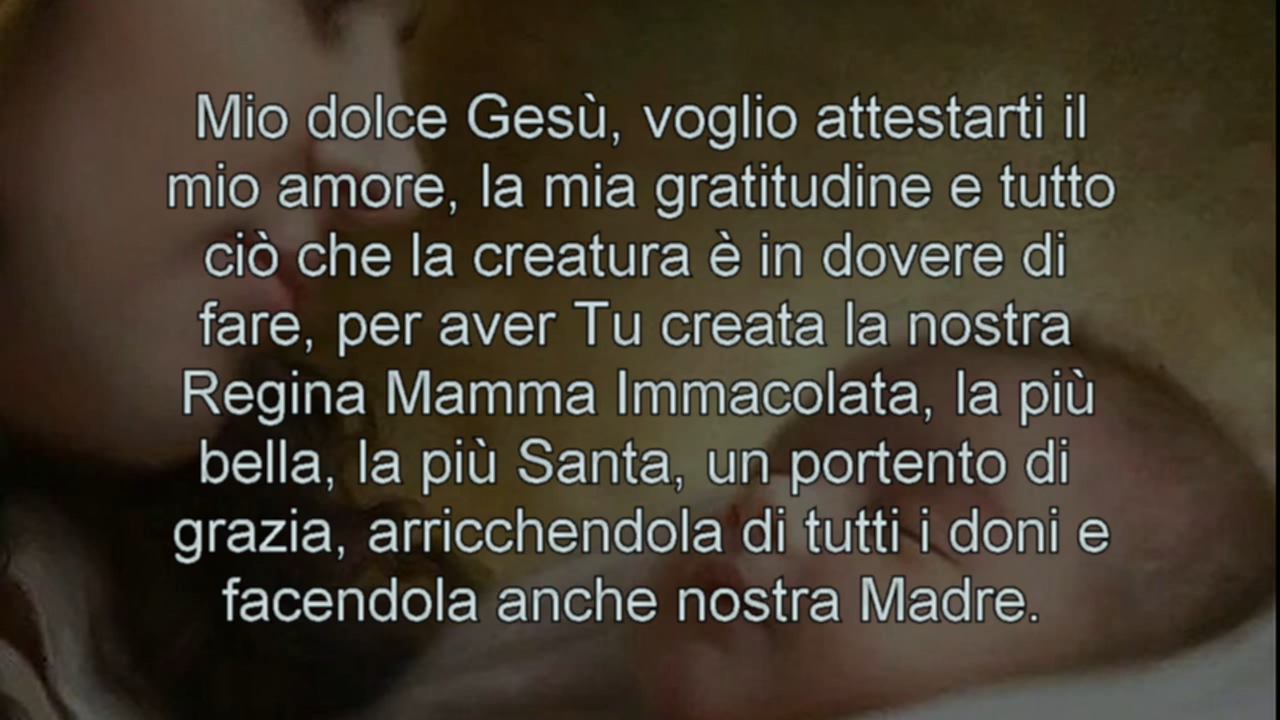 Mio dolce Gesù, voglio attestarti il
mio amore, la mia gratitudine e tutto
ciò che la creatura è in dovere di
fare, per aver Tu creata la nostra
Regina Mamma Immacolata, la più
bella, la più Santa, un portento di
grazia, arricchendola di tutti i doni e
facendola anche nostra Madre.